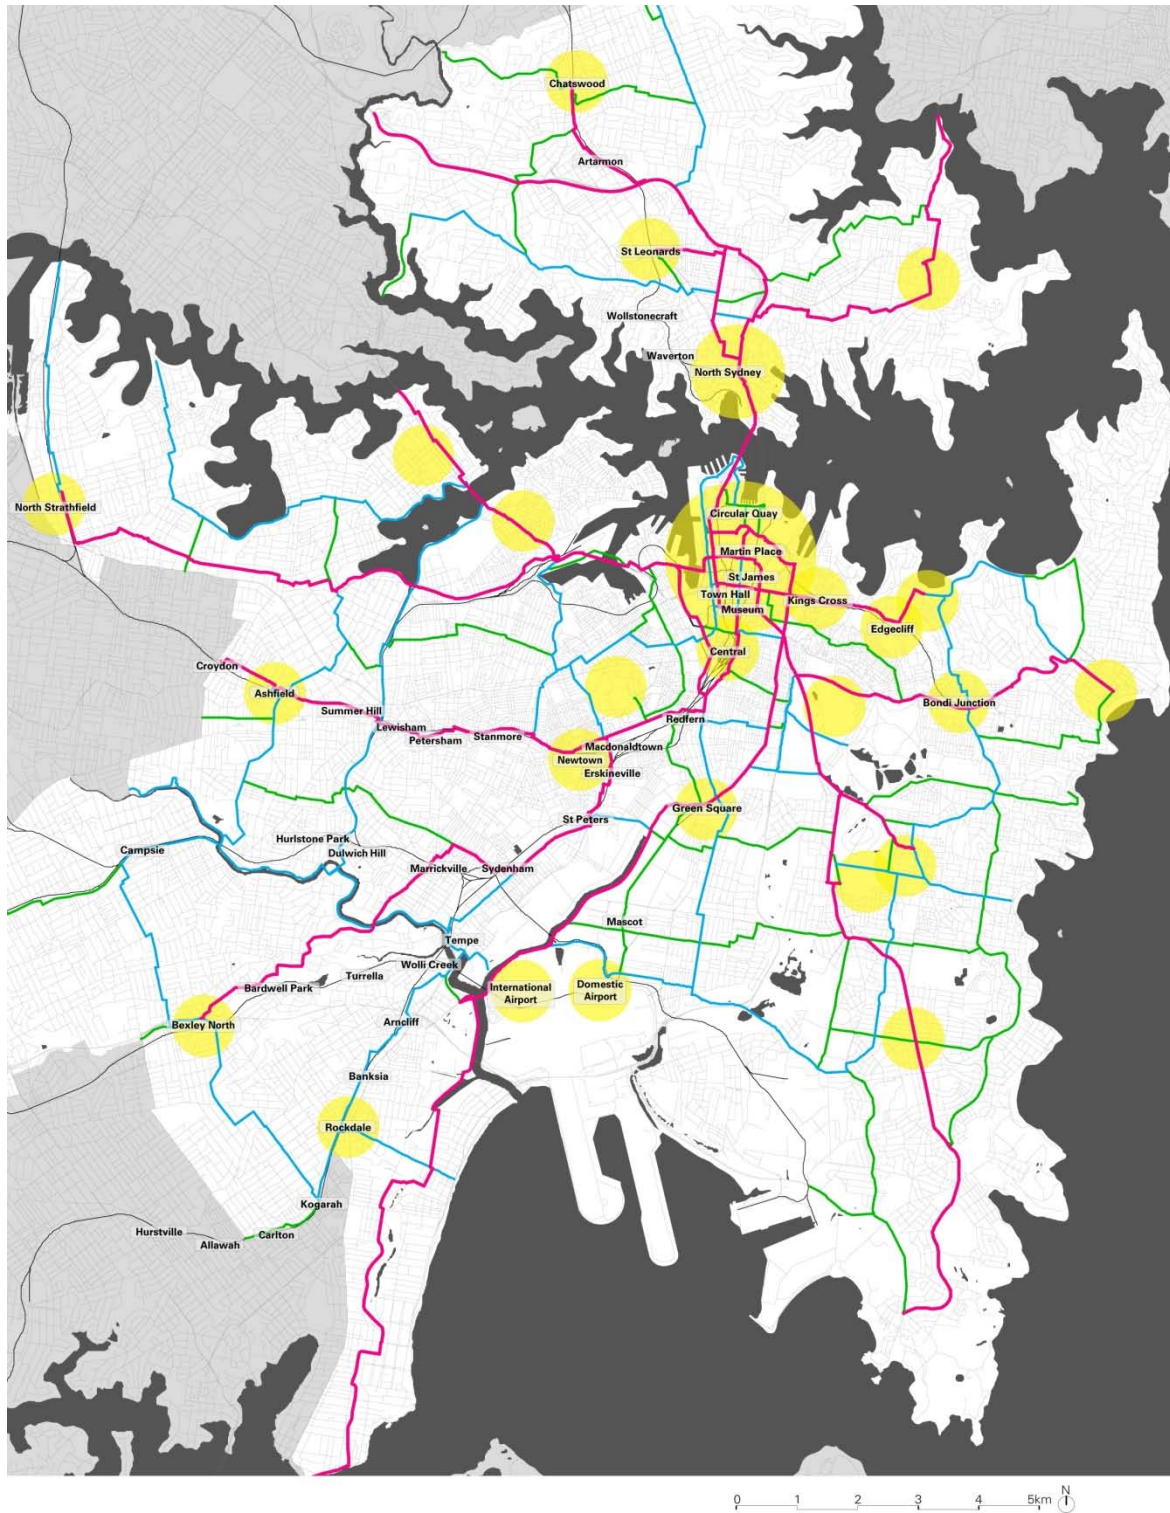 Chatswood
Artarmon
St Leonards
Wollstonecraft
Waverton
North Sydney
North Strathfield
Circular Quay
Martin Place
St James
Town Hall
Kings Cross
Museum
Edgecliff
Central
Croydon
Ashfield
Bondi Junction
Summer Hill
Redfern
Lewisham
Stanmore
Petersham
Macdonaldtown
Newtown
Erskineville
Green Square
St Peters
Hurlstone Park
Campsie
Dulwich Hill
Marrickville
Sydenham
Mascot
Tempe
Wolli Creek
Turrella
Bardwell Park
International
Airport
Domestic
Airport
Bexley North
Arncliff
Banksia
Rockdale
Kogarah
Hurstville
Carlton
Allawah
N
0 1 2 3 4 5km